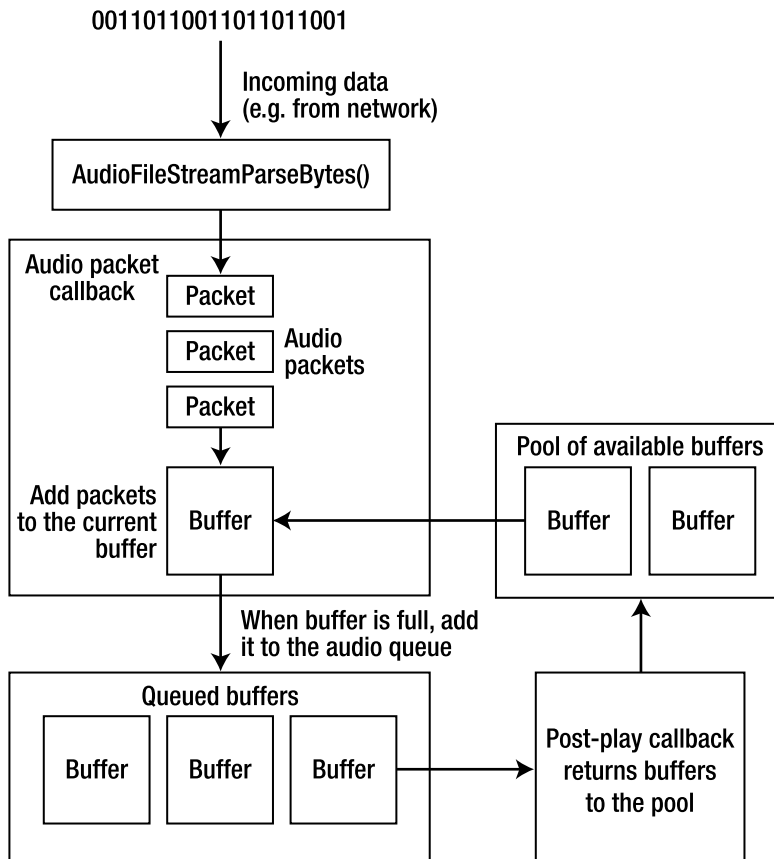 00110110011011011001
Incoming data
(e.g. from network)
AudioFileStreamParseBytes()
Audio packet
callback
Packet
Packet
Audio
packets
Packet
Add packets
to the current
buffer
Buffer
Pool of available buffers
Buffer
Buffer
When buffer is full, add
it to the audio queue
Queued buffers
Buffer
Buffer
Buffer
Post-play callback
returns buffers
to the pool